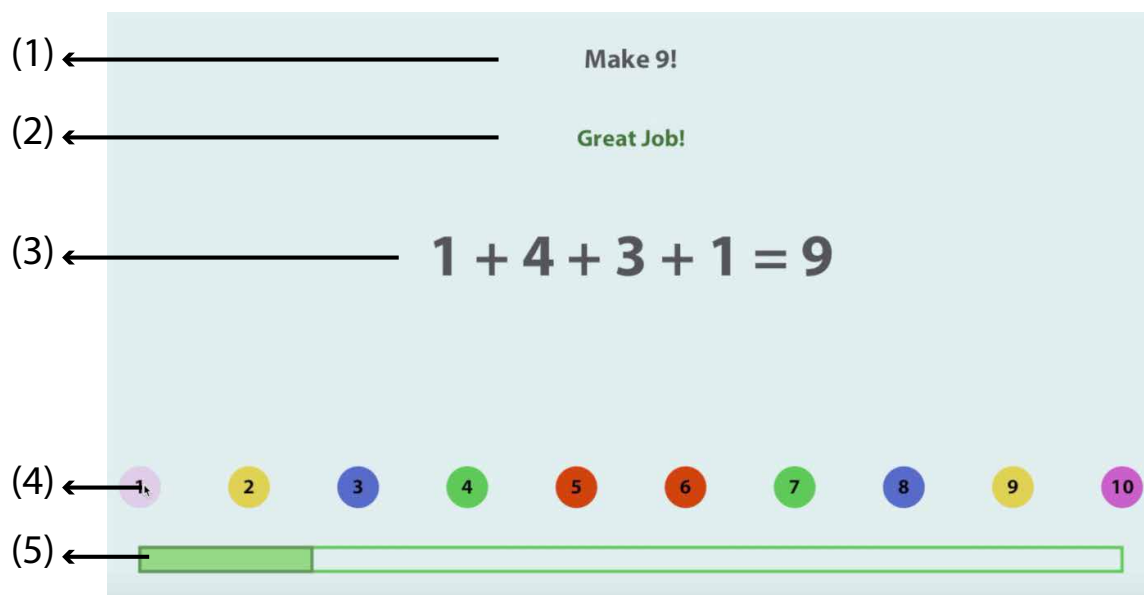 (1) Make 9!
(2) Great Job!
(3) 1 + 4 + 3 + 1 = 9
(4) 1 2 3 4 5 6 7 8 9 10
(5)